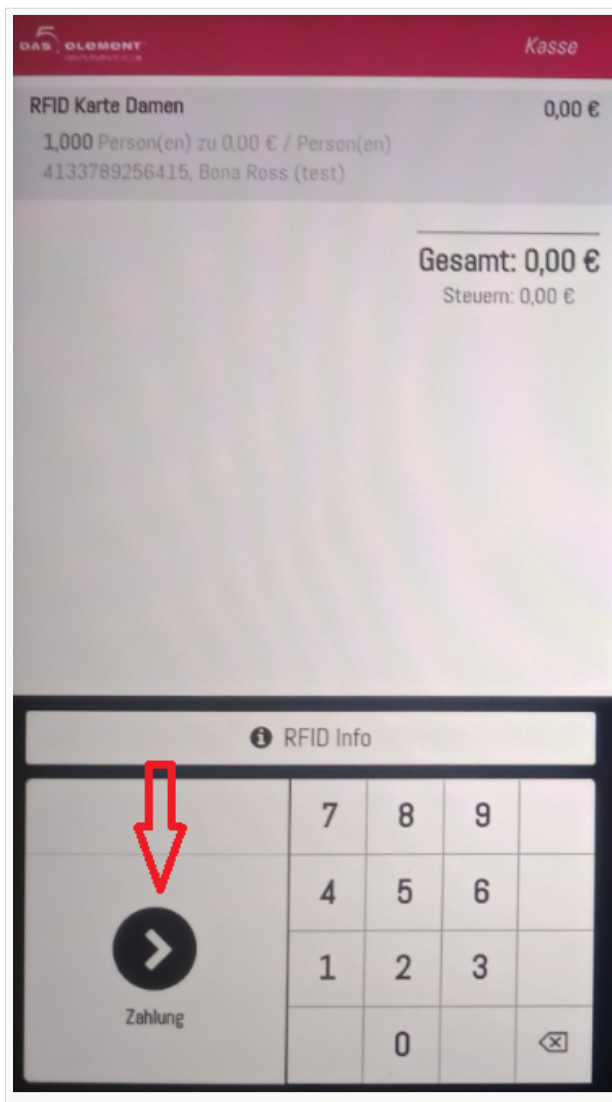 DAS 5. ELEMENT
Kasse
RFID Karte Damen 0,00 €
1,000 Person(en) zu 0,00 € / Person(en)
4133789256415, Bona Ross (test)
Gesamt: 0,00 €
Steuern: 0,00 €
RFID Info
7 8 9
4 5 6
1 2 3
Zahlung
0